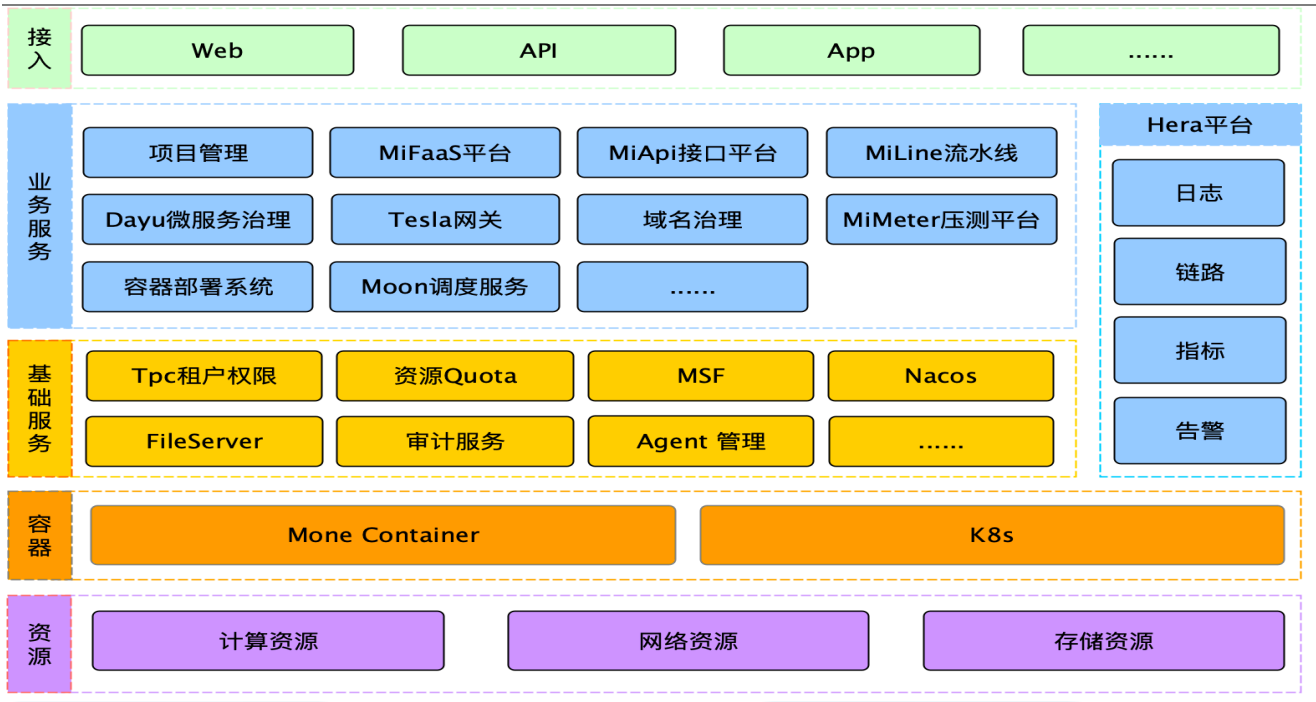 接入
Web
API
App
......
业务服务
项目管理
MiFaaS平台
MiApi接口平台
MiLine流水线
Dayu微服务治理
Tesla网关
域名治理
MiMeter压测平台
容器部署系统
Moon调度服务
......
Hera平台
日志
链路
指标
告警
基础服务
Tpc租户权限
资源Quota
MSF
Nacos
FileServer
审计服务
Agent 管理
......
容器
Mone Container
K8s
资源
计算资源
网络资源
存储资源